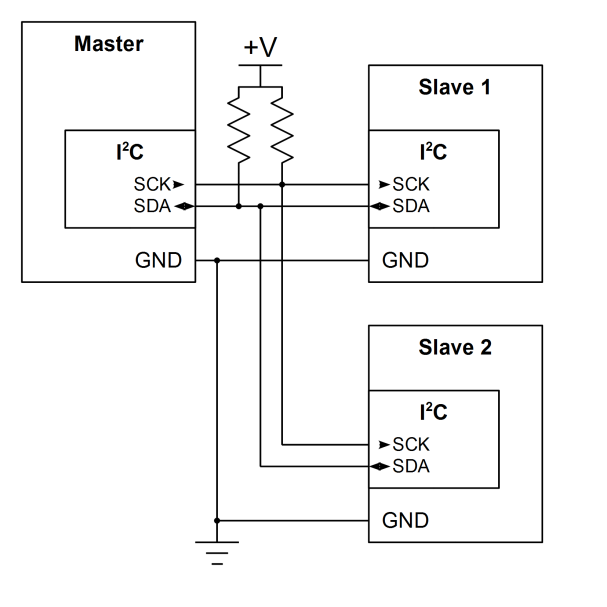 Master
+V
Slave 1
I²C
SCK
SDA
GND
I²C
SCK
SDA
GND
Slave 2
I²C
SCK
SDA
GND